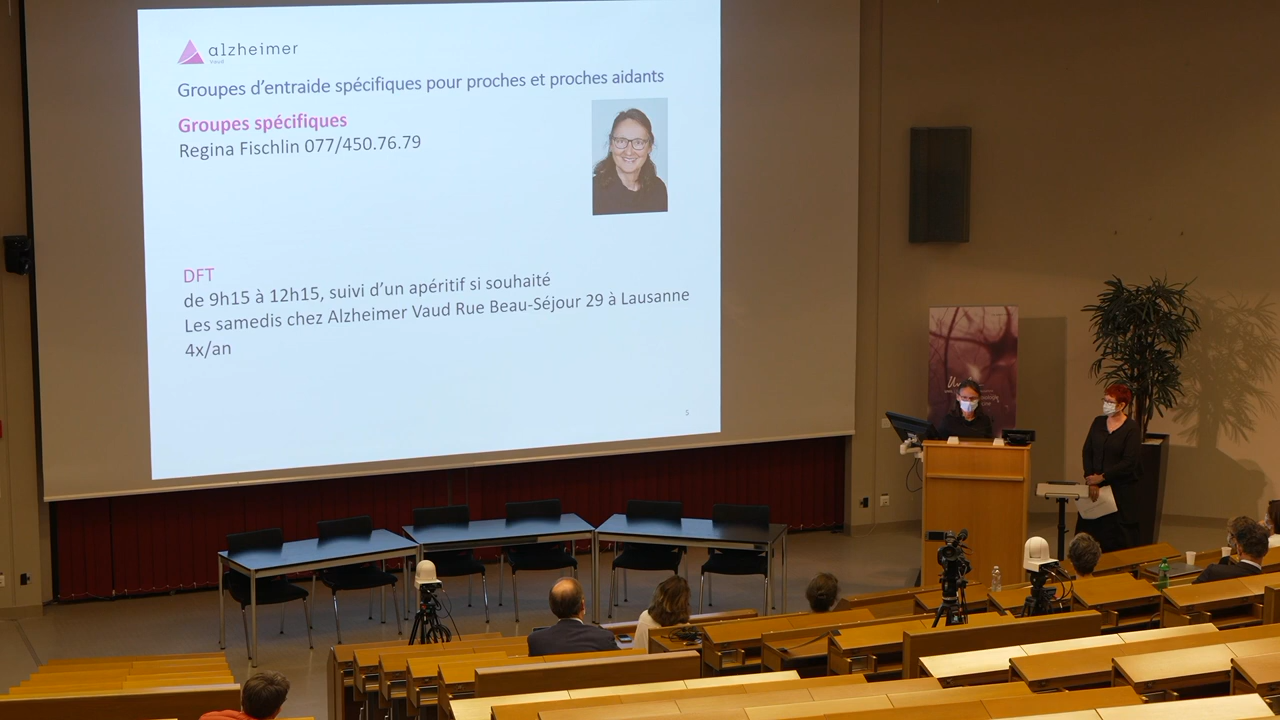 alzheimer
vaud
Groupes d'entraide spécifiques pour proches et proches aidants
Groupes spécifiques
Regina Fischlin 077/450.76.79
DFT
de 9h15 à 12h15, suivi d'un apéritif si souhaité
Les samedis chez Alzheimer Vaud Rue Beau-Séjour 29 à Lausanne
4x/an
5